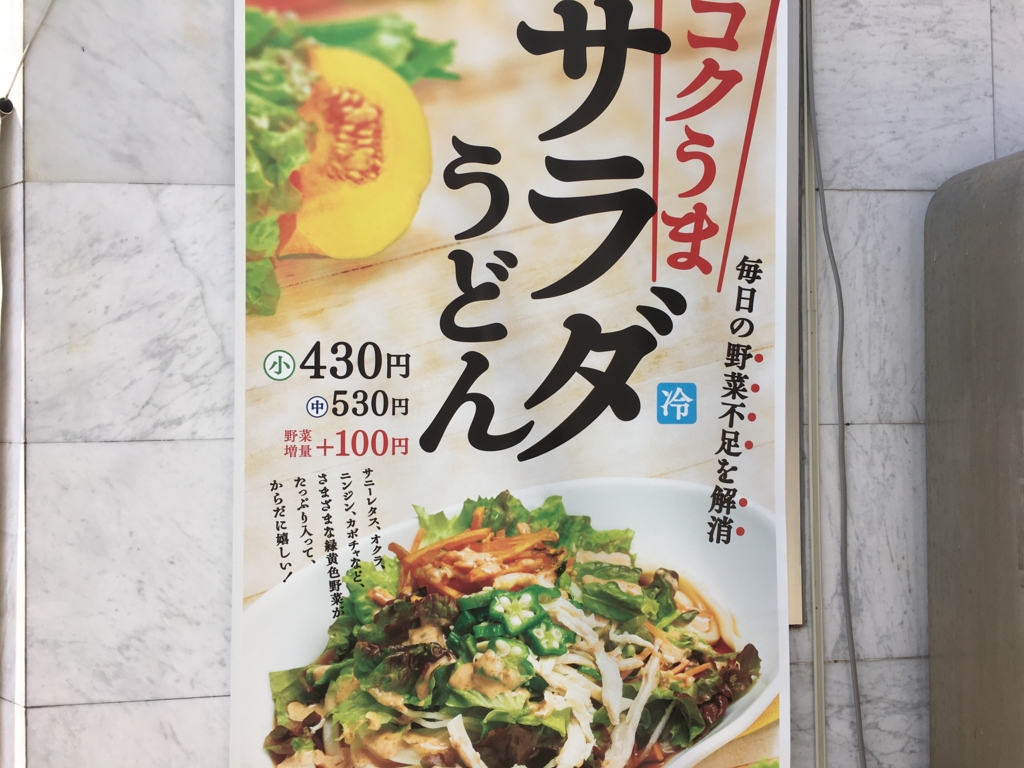 コクうま
サラダ
うどん
冷
毎日の野菜不足を解消
小 430円
中 530円
野菜
増量 +100円
サニーレタス、オクラ、
ニンジン、カボチャなど、
さまざまな緑黄色野菜が
たっぷり入って、
からだに嬉しい!